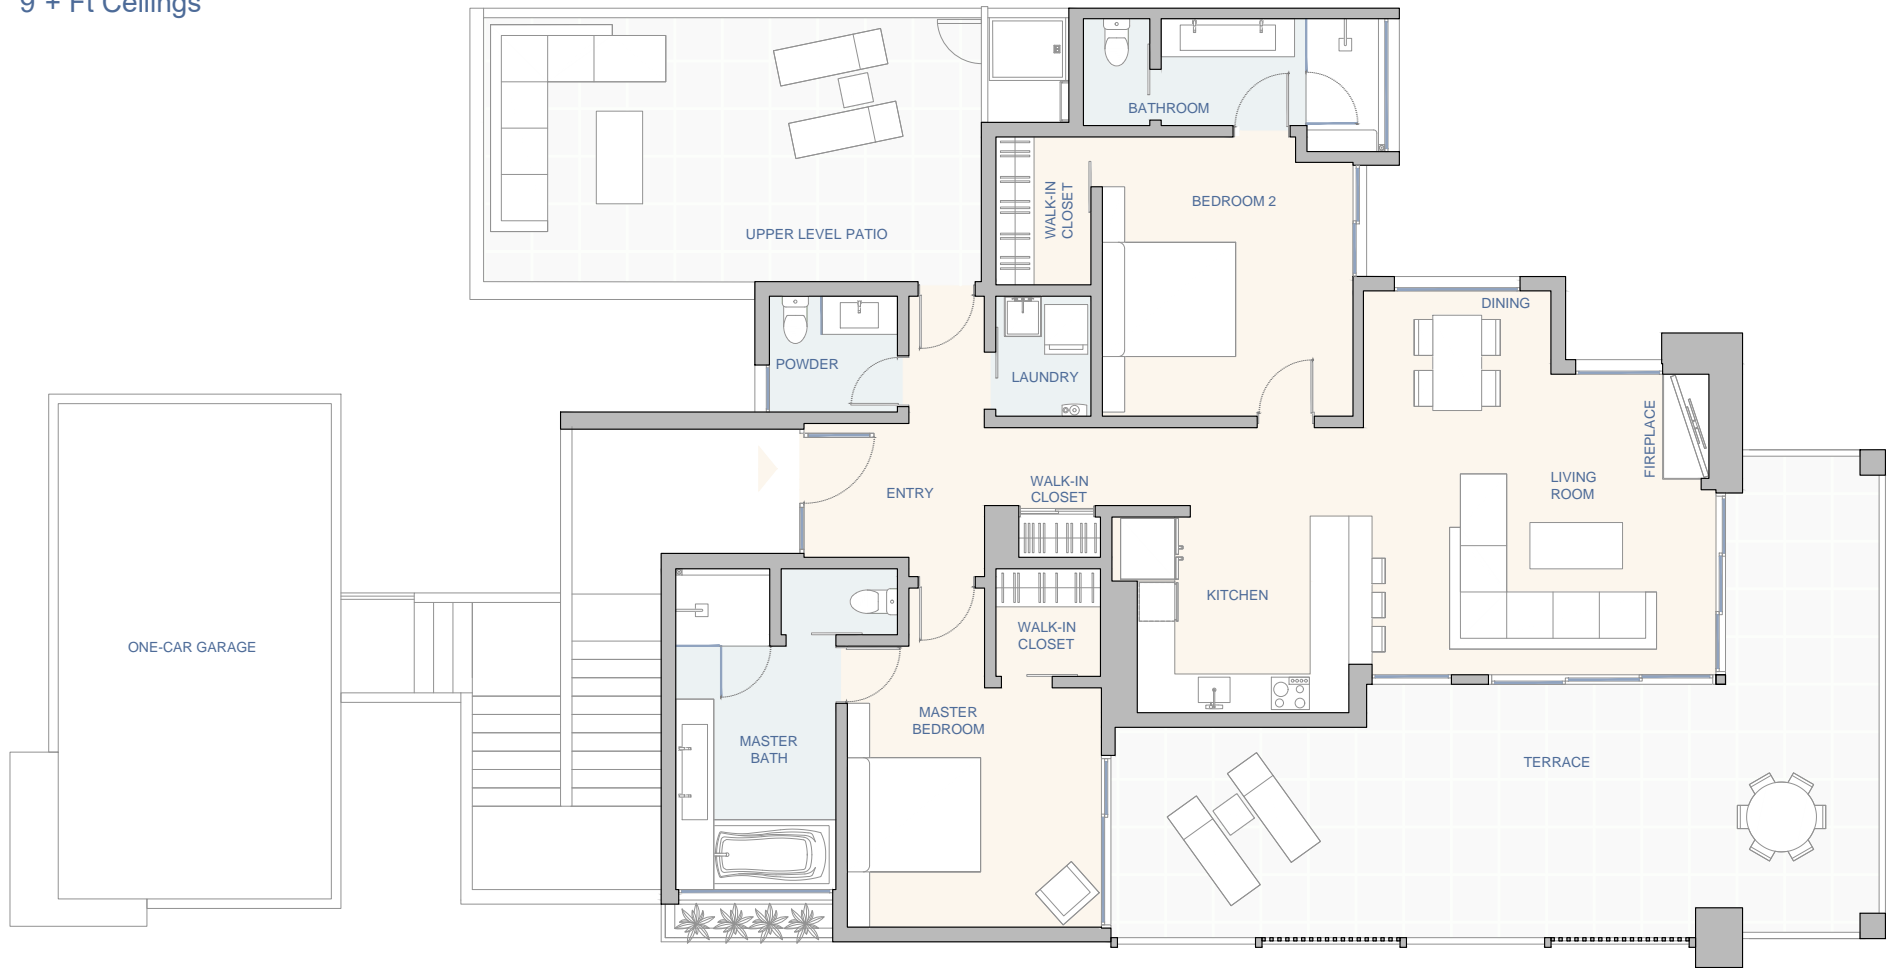 9'+ Ft Ceilings
BATHROOM
WALK-IN
CLOSET
BEDROOM 2
UPPER LEVEL PATIO
DINING
POWDER
LAUNDRY
FIREPLACE
ENTRY
WALK-IN
CLOSET
LIVING
ROOM
KITCHEN
ONE-CAR GARAGE
WALK-IN
CLOSET
MASTER
BEDROOM
MASTER
BATH
TERRACE